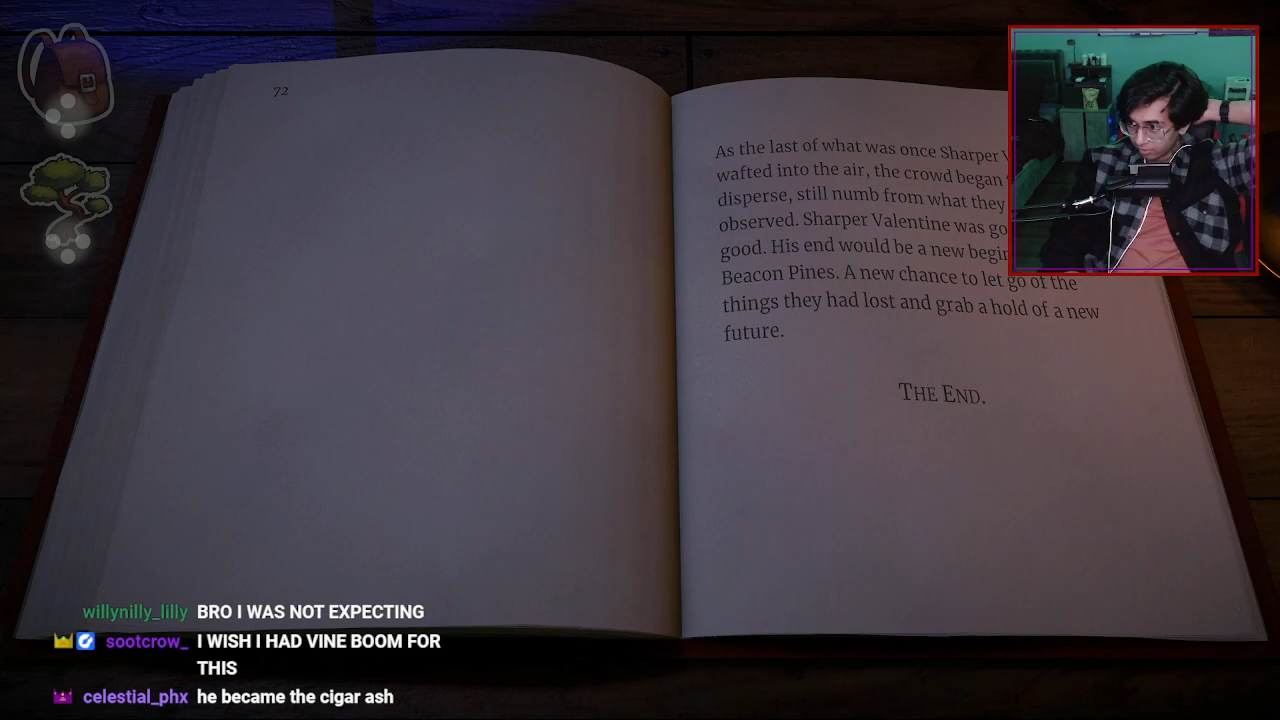 72
As the last of what was once Sharper
wafted into the air, the crowd began
disperse, still numb from what they
observed. Sharper Valentine was
good. His end would be a new
Beacon Pines. A new chance to let go of the
things they had lost and grab a hold of a new
future.
THE END.
willynilly_lilly BRO I WAS NOT EXPECTING
sootcrow_ I WISH I HAD VINE BOOM FOR
THIS
celestial_phx he became the cigar ash